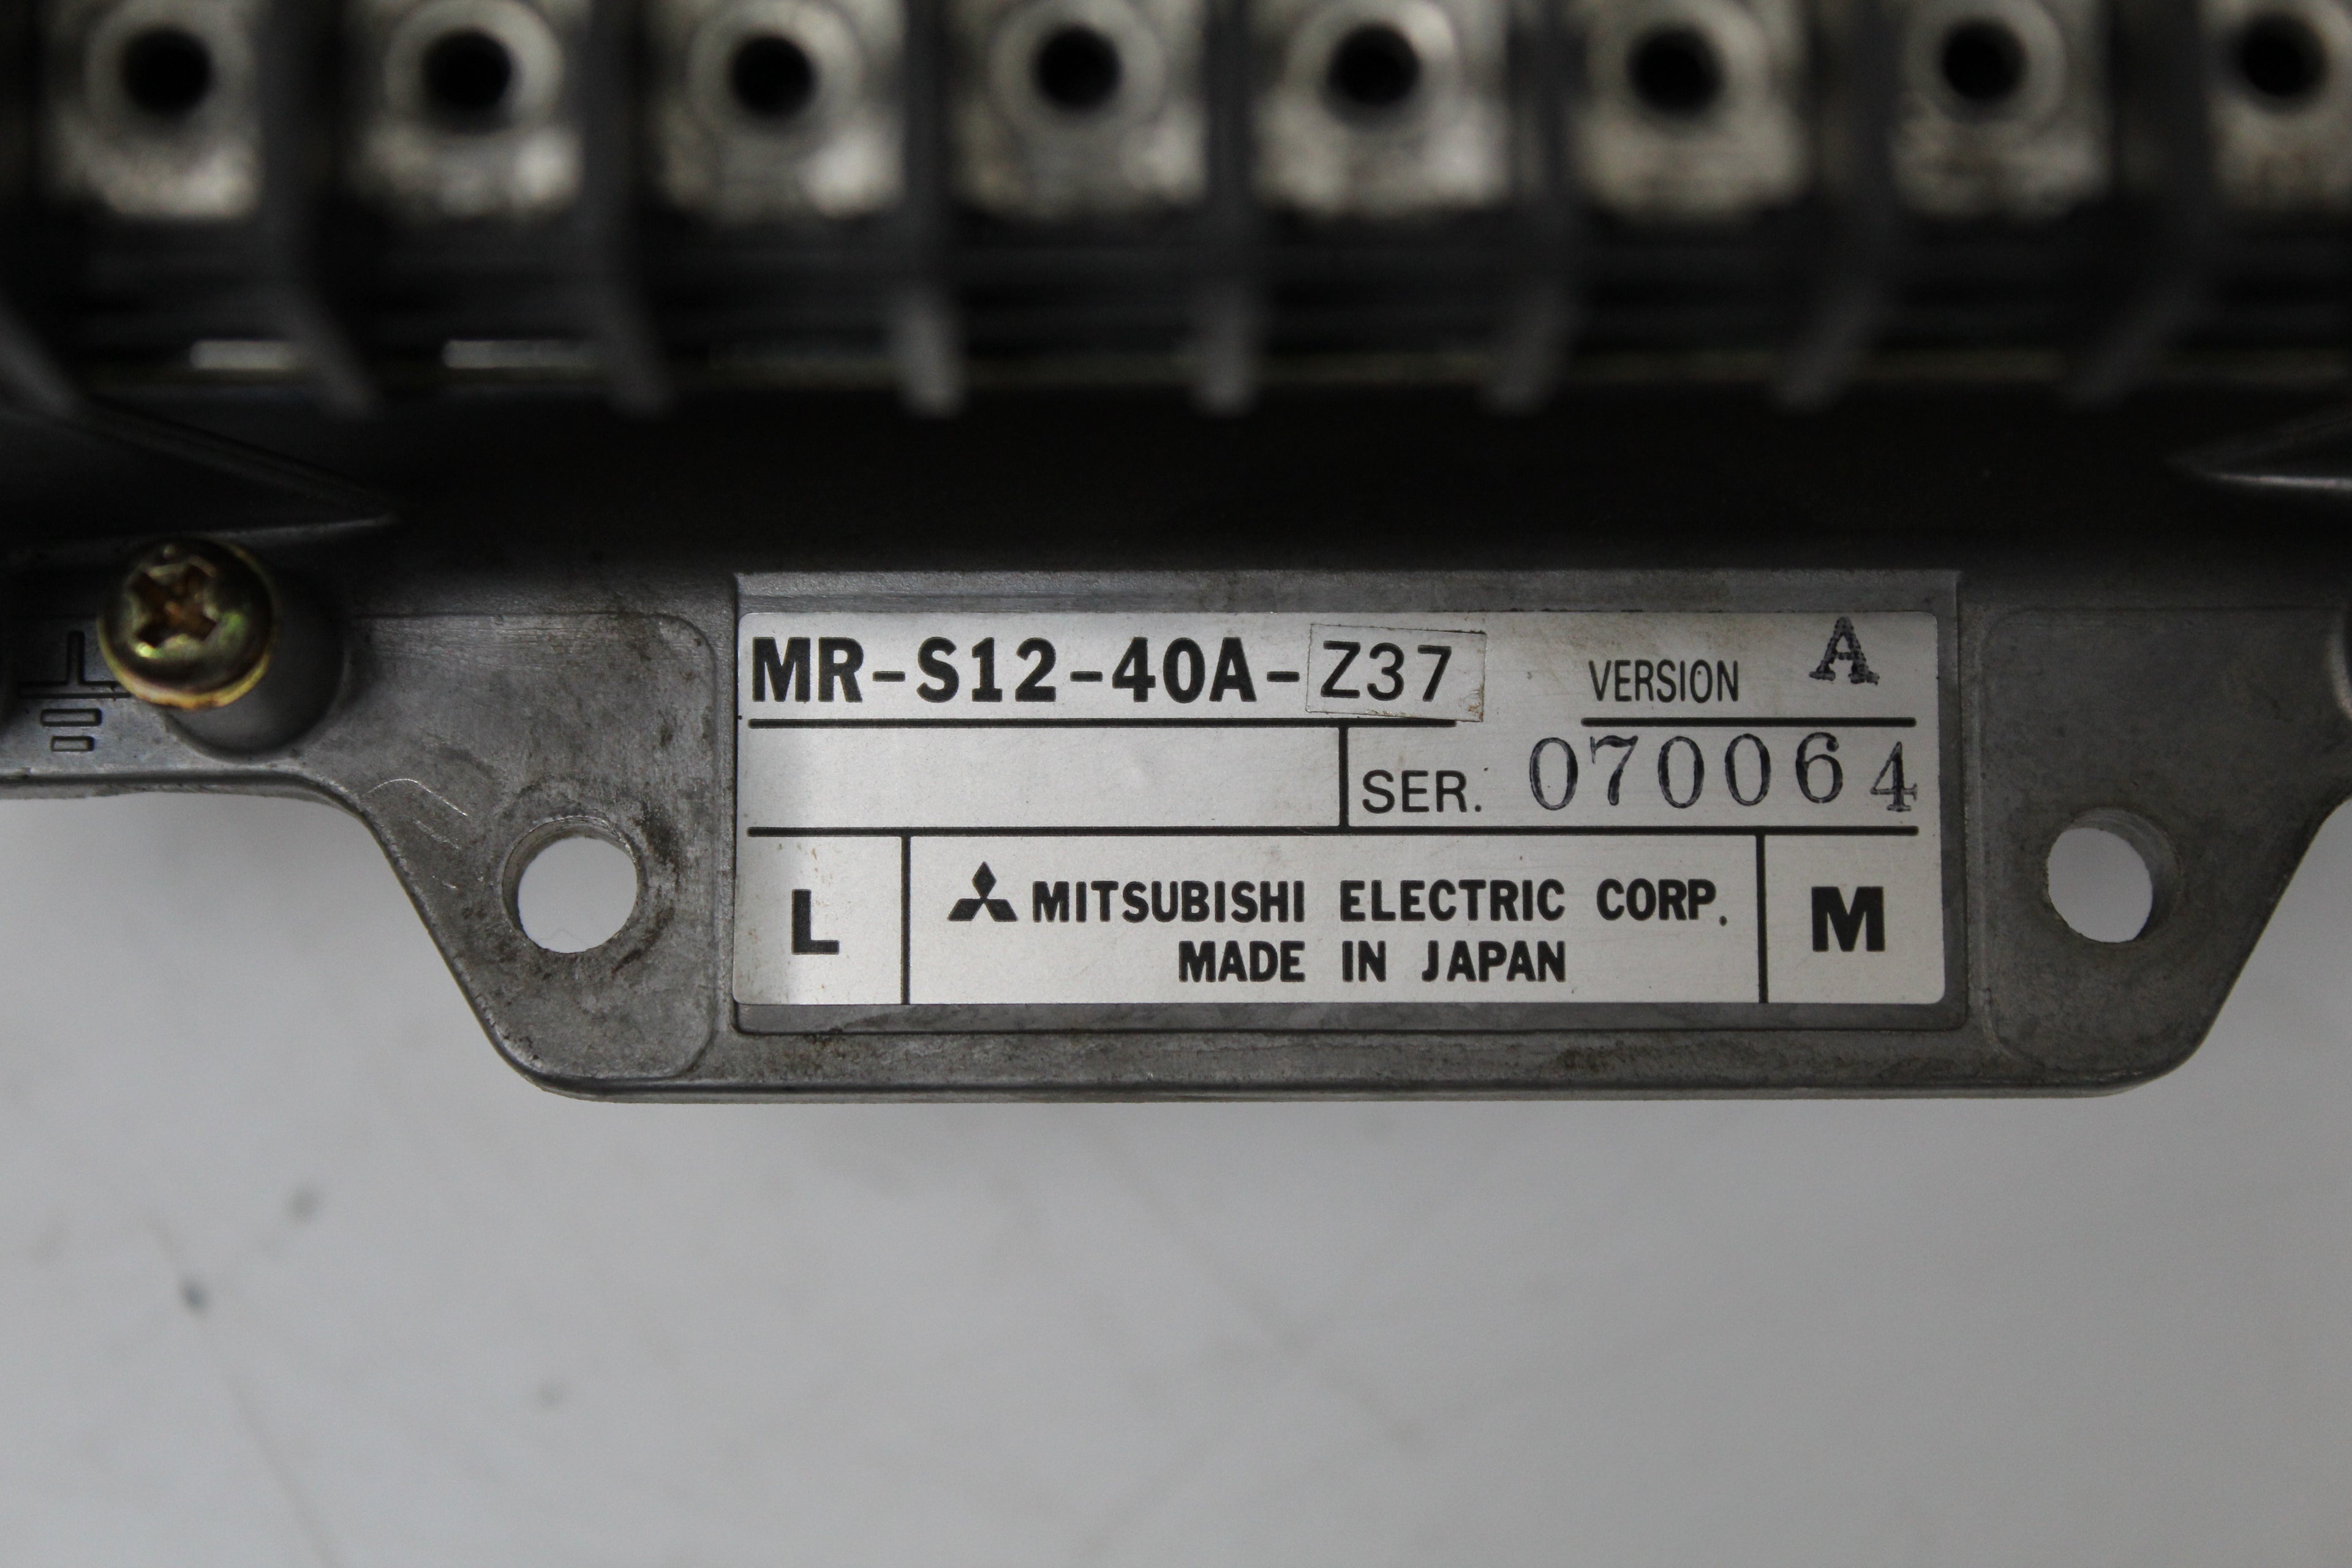 MR-S12-40A-Z37 VERSION A
SER. 070064
L MITSUBISHI ELECTRIC CORP. M
MADE IN JAPAN